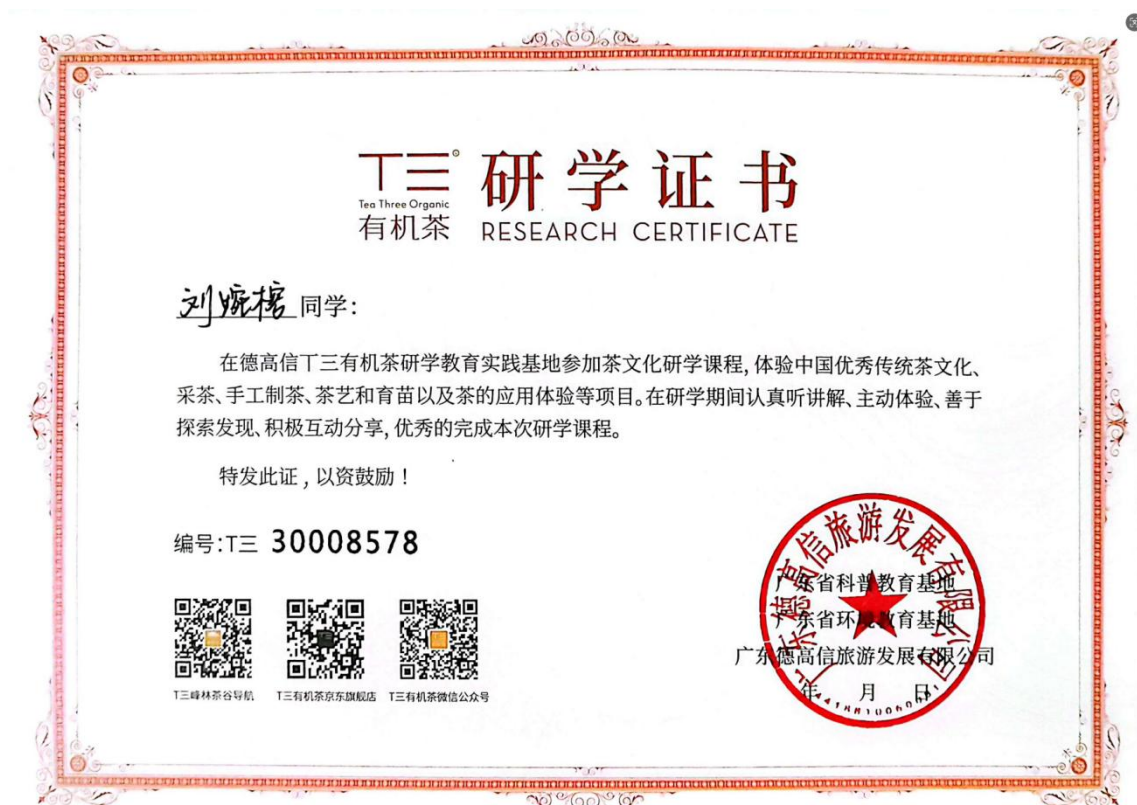 丅三
Tea Three Organic
有机茶
研学证书
RESEARCH CERTIFICATE
刘婉榕 同学：
在德高信丅三有机茶研学教育实践基地参加茶文化研学课程，体验中国优秀传统茶文化、
采茶、手工制茶、茶艺和育苗以及茶的应用体验等项目。在研学期间认真听讲解、主动体验、善于
探索发现、积极互动分享，优秀的完成本次研学课程。
特发此证，以资鼓励！
编号：丅三 30008578
丅三峰林茶谷导航
丅三有机茶京东旗舰店
丅三有机茶微信公众号
广东德高信旅游发展有限公司
广东省科普教育基地
广东省环境教育基地
广东德高信旅游发展有限公司
年 月 日